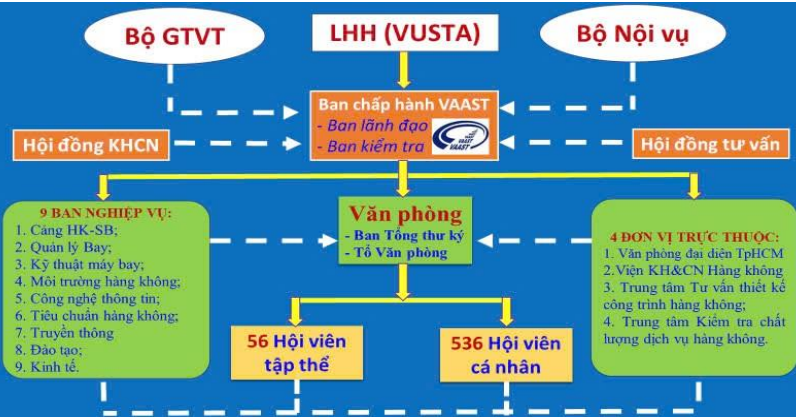 Bộ GTVT
LHH (VUSTA)
Bộ Nội vụ
Ban chấp hành VAAST
- Ban lãnh đạo
- Ban kiểm tra
VAAST
VAAST
Hội đồng KHCN
Hội đồng tư vấn
9 BAN NGHIỆP VỤ:
1. Cảng HK-SB;
2. Quản lý Bay;
3. Kỹ thuật máy bay;
4. Môi trường hàng không;
5. Công nghệ thông tin;
6. Tiêu chuẩn hàng không;
7. Truyền thông
8. Đào tạo;
9. Kinh tế.
Văn phòng
- Ban Tổng thư ký
- Tổ Văn phòng
4 ĐƠN VỊ TRỰC THUỘC:
1. Văn phòng đại diện TpHCM
2.Viện KH&CN Hàng không
3. Trung tâm Tư vấn thiết kế
công trình hàng không;
4. Trung tâm Kiểm tra chất
lượng dịch vụ hàng không.
56 Hội viên
tập thể
536 Hội viên
cá nhân